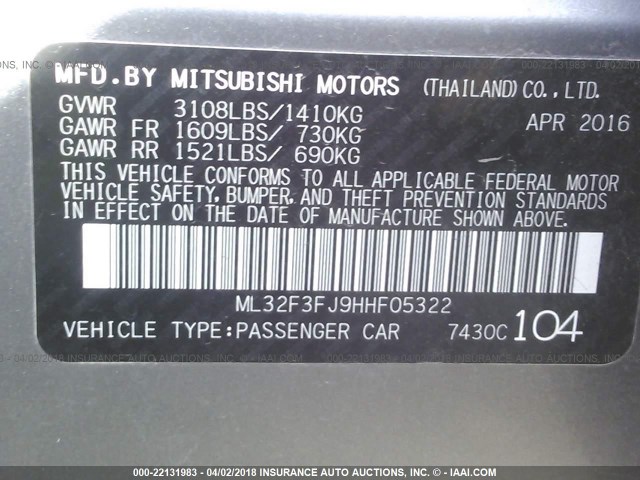 MFD.BY MITSUBISHI MOTORS (THAILAND)CO.,LTD.
GVWR 3108LBS/1410KG APR 2016
GAWR FR 1609LBS/ 730KG
GAWR RR 1521LBS/ 690KG
THIS VEHICLE CONFORMS TO ALL APPLICABLE FEDERAL MOTOR
VEHICLE SAFETY, BUMPER, AND THEFT PREVENTION STANDARDS
IN EFFECT ON THE DATE OF MANUFACTURE SHOWN ABOVE.
ML32F3FJ9HHF05322
VEHICLE TYPE:PASSENGER CAR 7430C 104
000-22131983 - 04/02/2018 INSURANCE AUTO AUCTIONS INC. - © - IAAI.COM